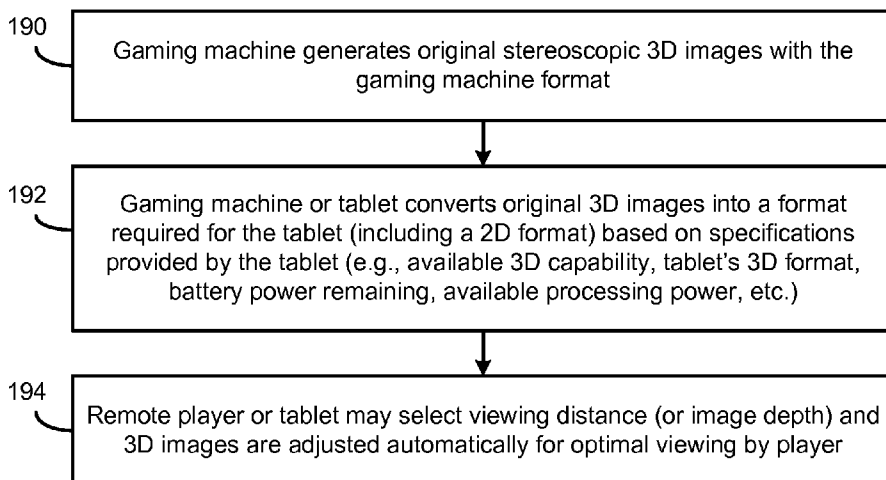 190
Gaming machine generates original stereoscopic 3D images with the
gaming machine format
192
Gaming machine or tablet converts original 3D images into a format
required for the tablet (including a 2D format) based on specifications
provided by the tablet (e.g., available 3D capability, tablet's 3D format,
battery power remaining, available processing power, etc.)
194
Remote player or tablet may select viewing distance (or image depth) and
3D images are adjusted automatically for optimal viewing by player